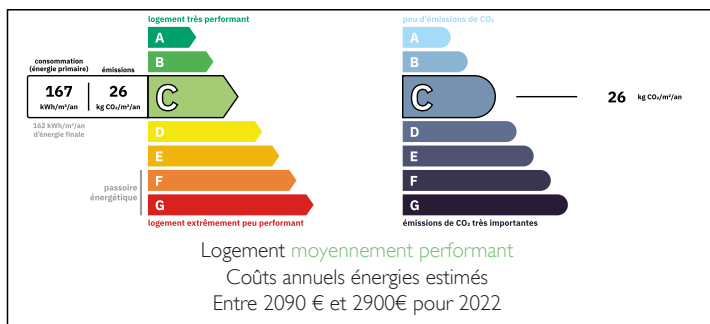 logement très performant
A
B
consommation
(énergie primaire)
émissions
167
kWh/m²/an
26
kg CO₂/m²/an
C
162 kWh/m²/an
d'énergie finale
D
E
passoire
énergétique
F
G
logement extrêmement peu performant
peu d'émissions de CO₂
A
B
C
26
kg CO₂/m²/an
D
E
F
G
émissions de CO₂ très importantes
Logement moyennement performant
Coûts annuels énergies estimés
Entre 2090 € et 2900€ pour 2022